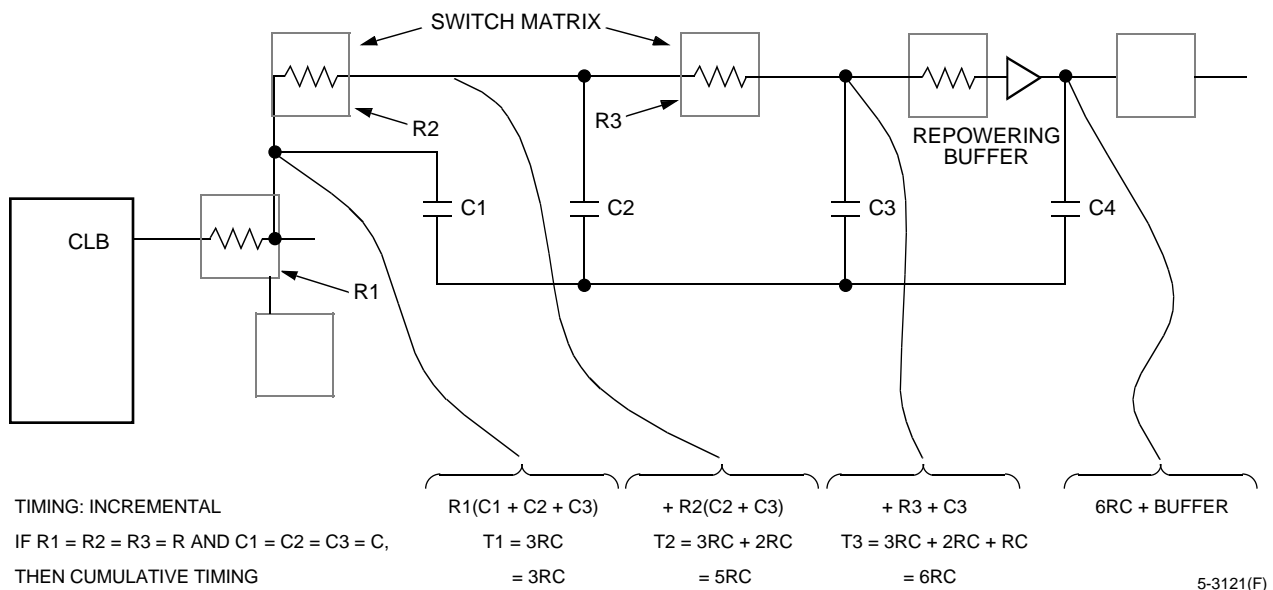 SWITCH MATRIX
R2
R3
REPOWERING
BUFFER
C1
C2
C3
C4
CLB
R1
TIMING: INCREMENTAL
R1(C1 + C2 + C3)
+ R2(C2 + C3)
+ R3 + C3
6RC + BUFFER
IF R1 = R2 = R3 = R AND C1 = C2 = C3 = C,
T1 = 3RC
T2 = 3RC + 2RC
T3 = 3RC + 2RC + RC
THEN CUMULATIVE TIMING
= 3RC
= 5RC
= 6RC
5-3121(F)